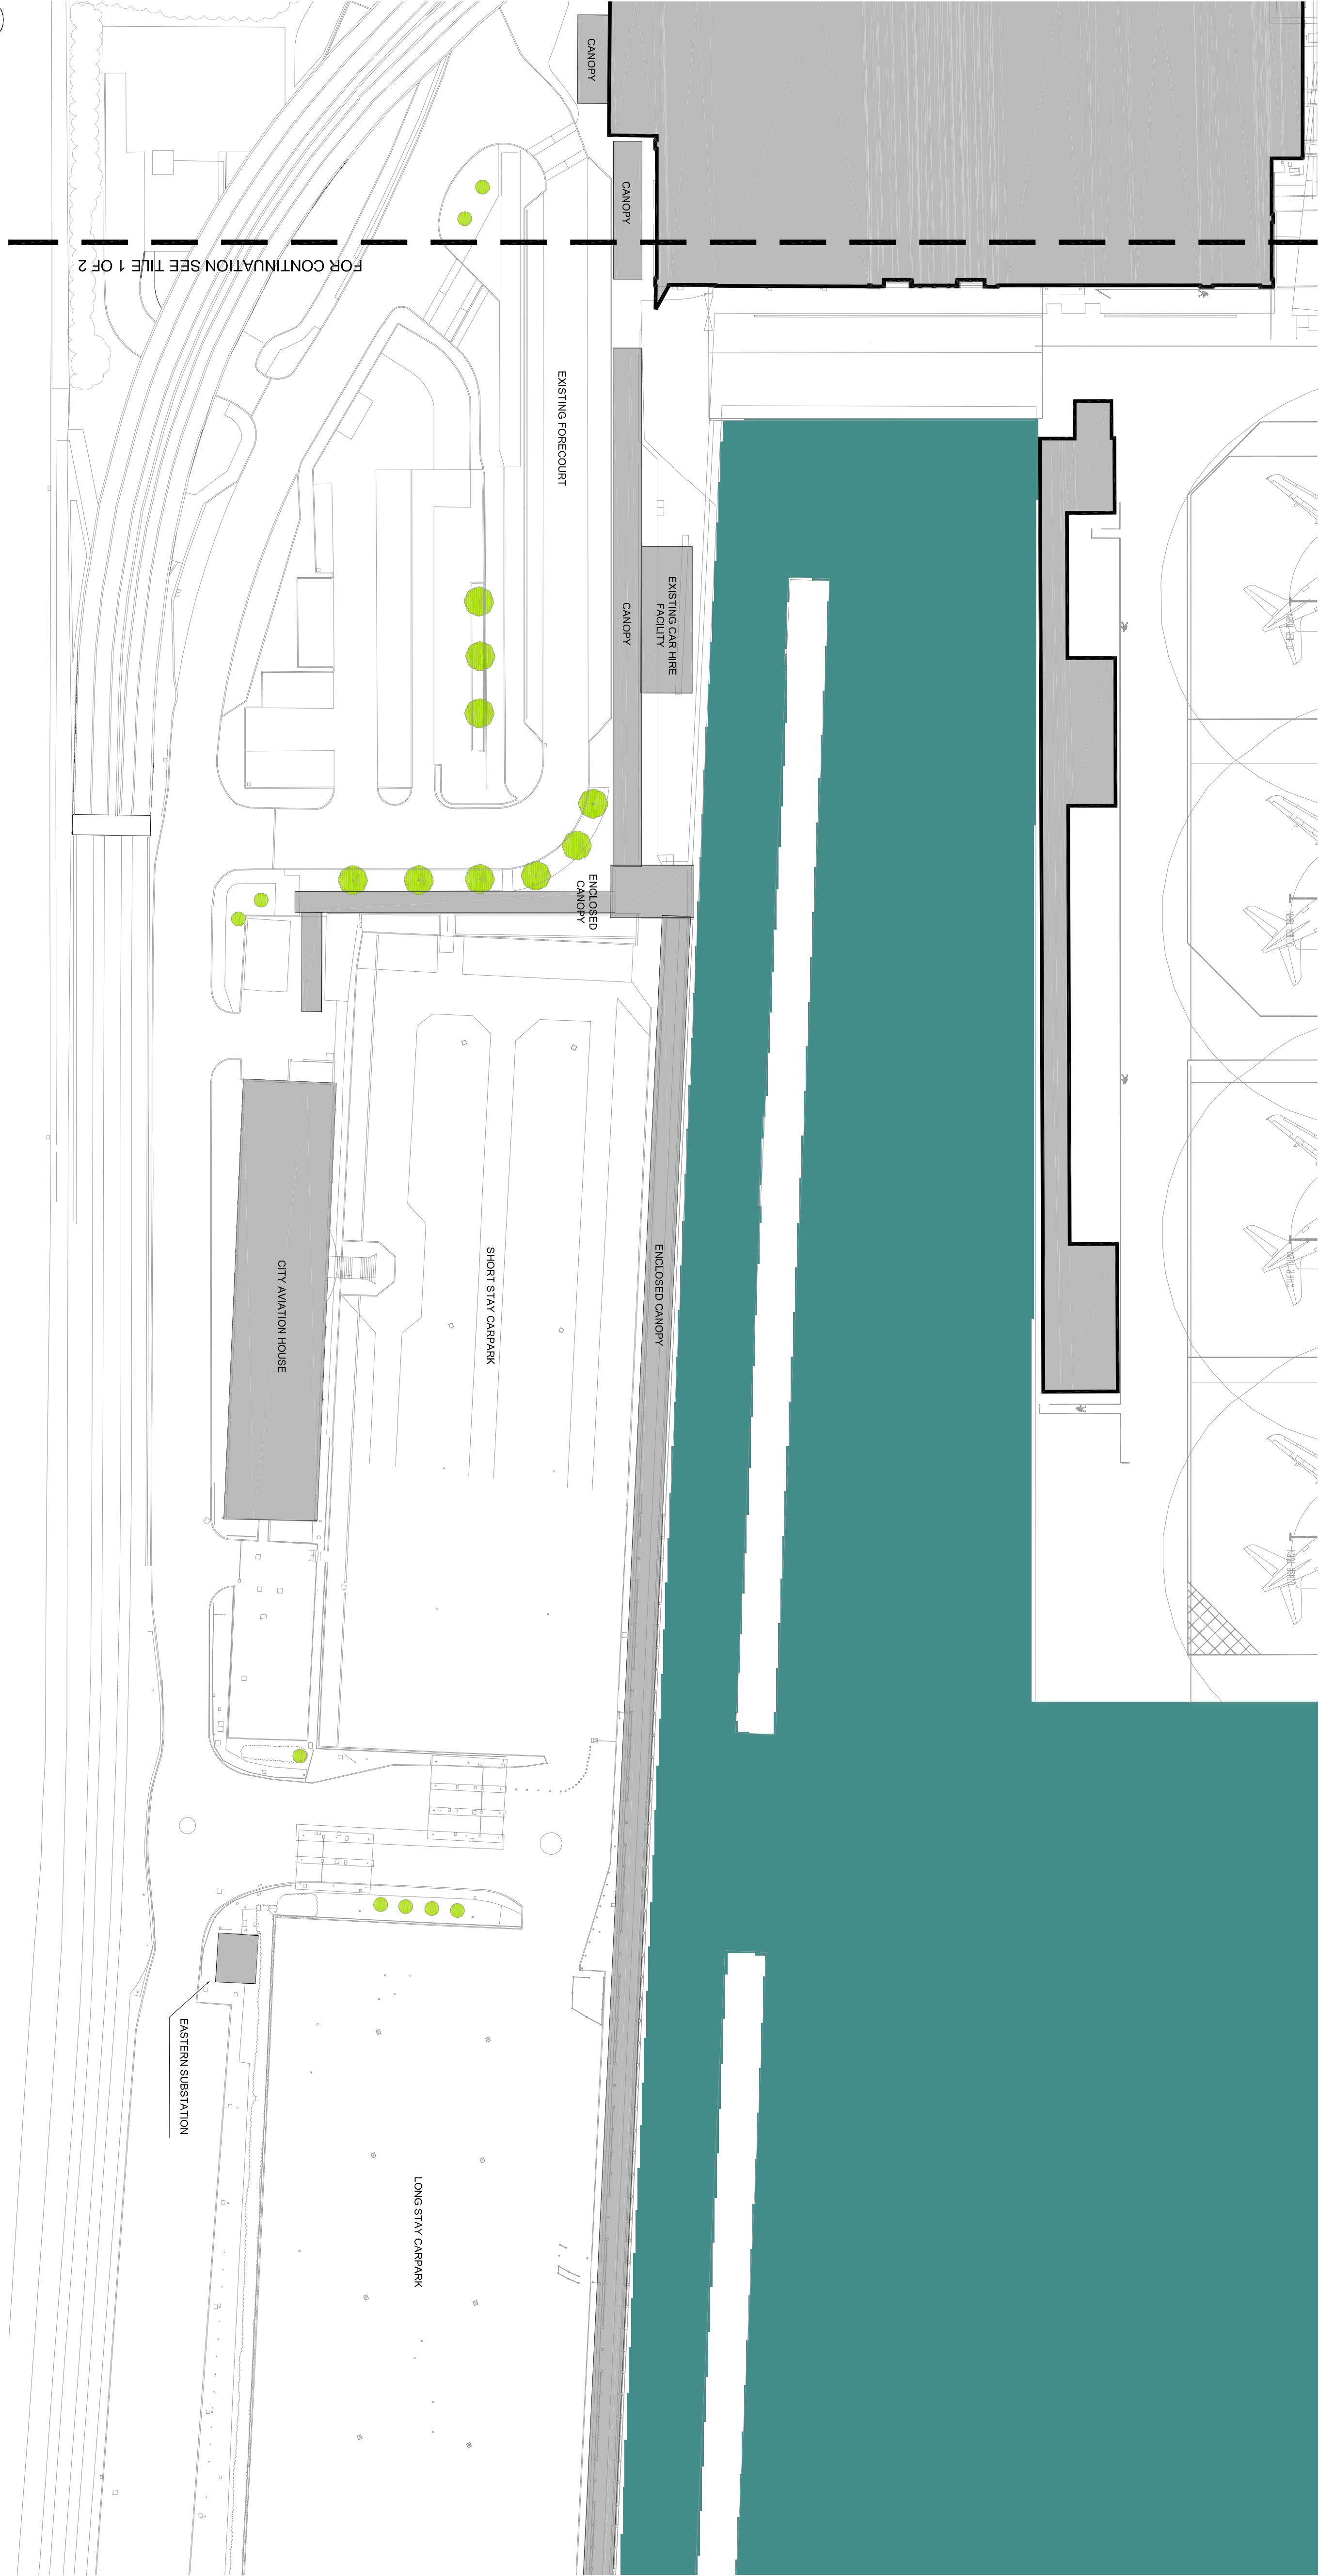 CANOPY
CANOPY
FOR CONTINUATION SEE TILE 1 OF 2
EXISTING FORECOURT
CANOPY
EXISTING CAR HIRE
FACILITY
ENCLOSED
CANOPY
ENCLOSED CANOPY
SHORT STAY CARPARK
CITY AVIATION HOUSE
EASTERN SUBSTATION
LONG STAY CARPARK